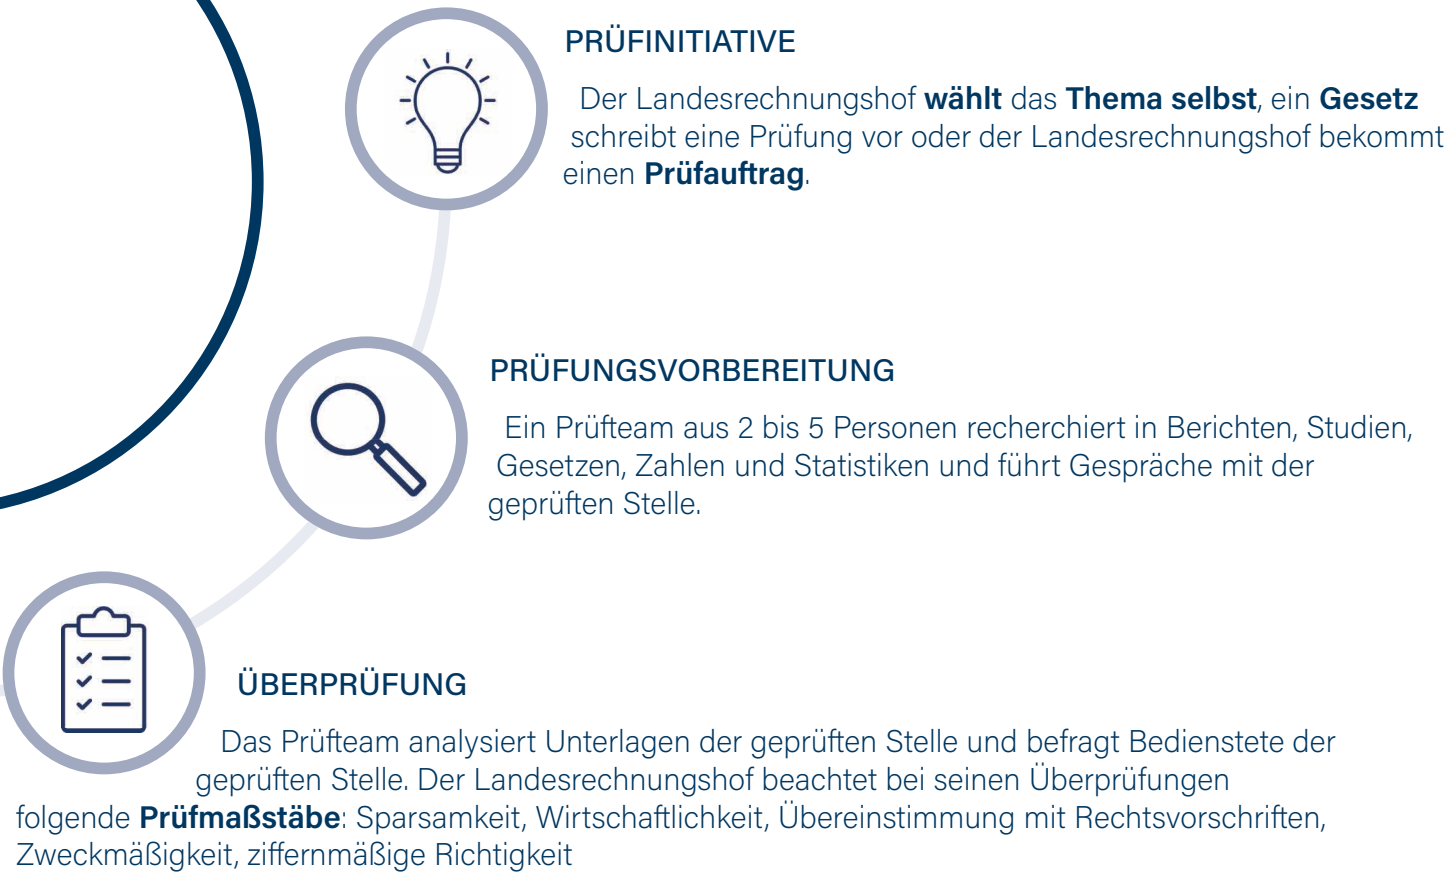 PRÜFINITIATIVE
Der Landesrechnungshof wählt das Thema selbst, ein Gesetz
schreibt eine Prüfung vor oder der Landesrechnungshof bekommt
einen Prüfauftrag.
PRÜFUNGSVORBEREITUNG
Ein Prüfteam aus 2 bis 5 Personen recherchiert in Berichten, Studien,
Gesetzen, Zahlen und Statistiken und führt Gespräche mit der
geprüften Stelle.
ÜBERPRÜFUNG
Das Prüfteam analysiert Unterlagen der geprüften Stelle und befragt Bedienstete der
geprüften Stelle. Der Landesrechnungshof beachtet bei seinen Überprüfungen
folgende Prüfmaßstäbe: Sparsamkeit, Wirtschaftlichkeit, Übereinstimmung mit Rechtsvorschriften,
Zweckmäßigkeit, ziffernmäßige Richtigkeit